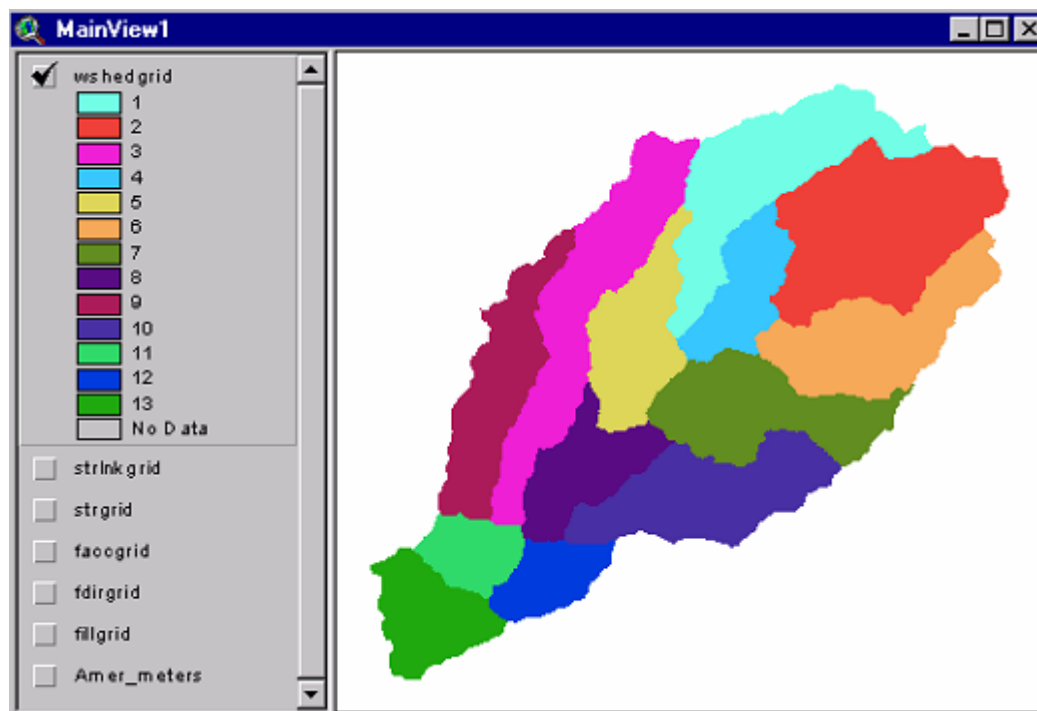 MainView1
wshedgrid
1
2
3
4
5
6
7
8
9
10
11
12
13
No Data
strlnkgrid
strgrid
faccgrid
fdirgrid
fillgrid
Amer_meters